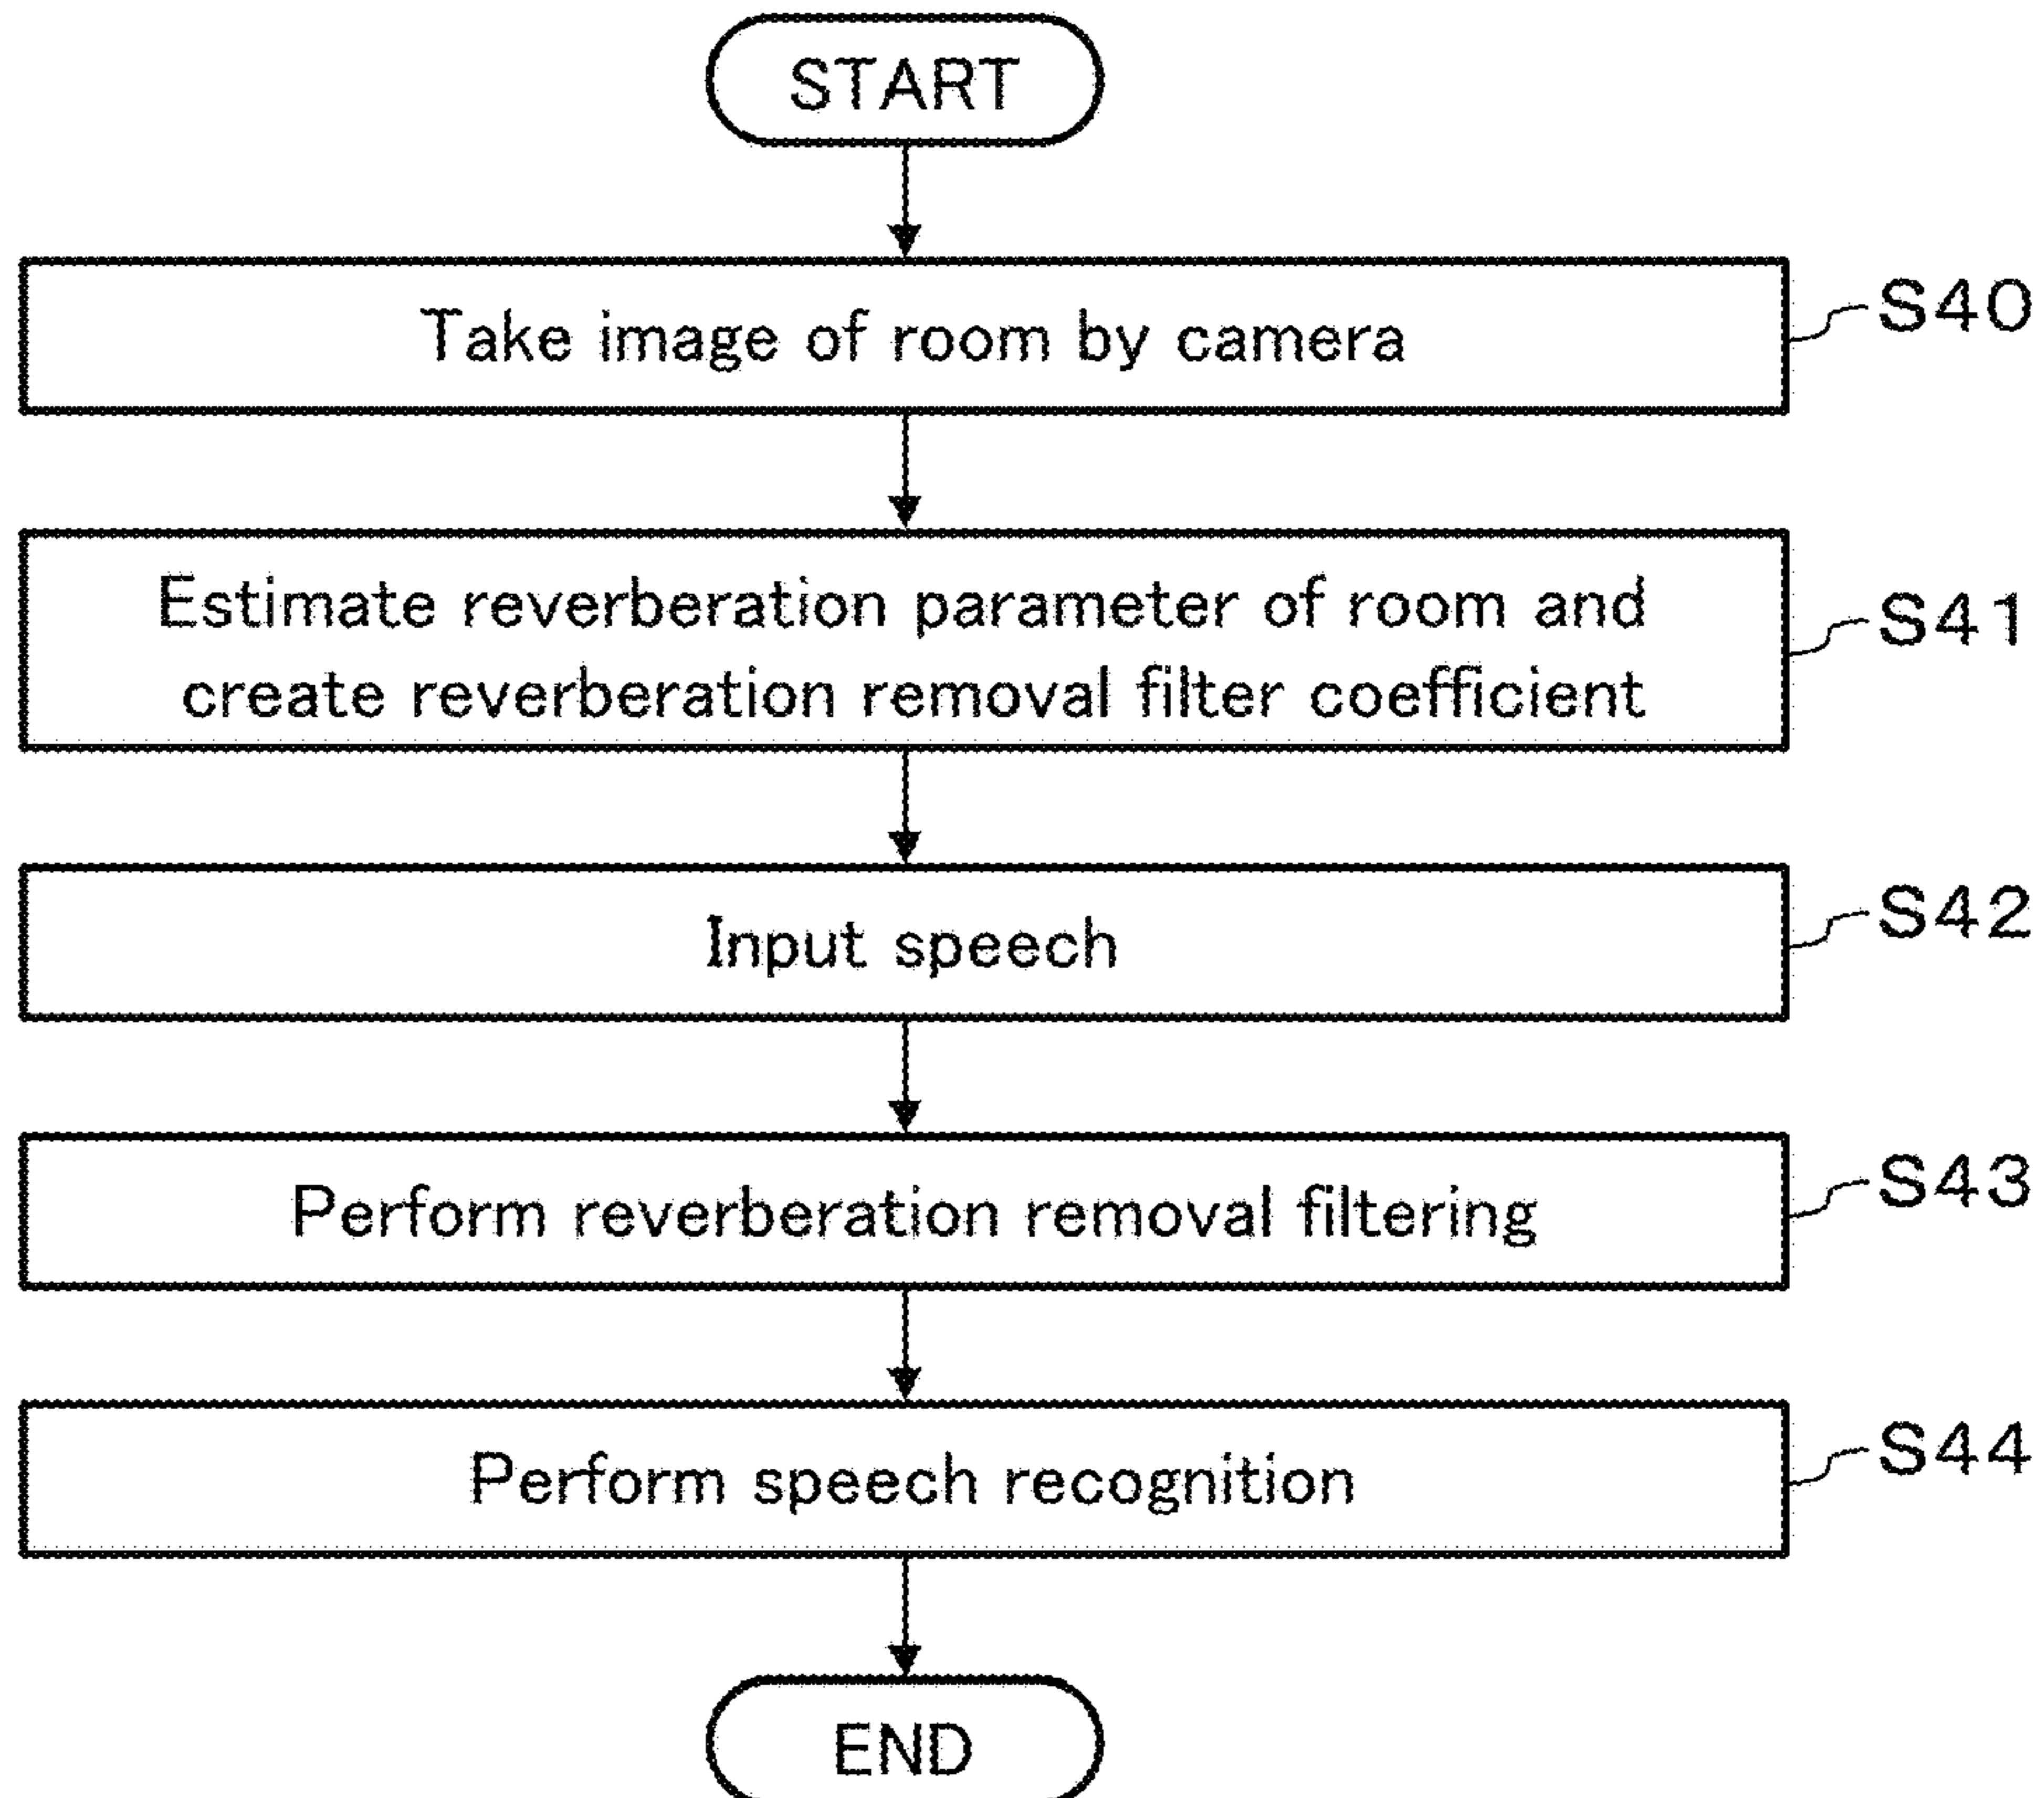 START
Take image of room by camera
S40
Estimate reverberation parameter of room and
create reverberation removal filter coefficient
S41
Input speech
S42
Perform reverberation removal filtering
S43
Perform speech recognition
S44
END